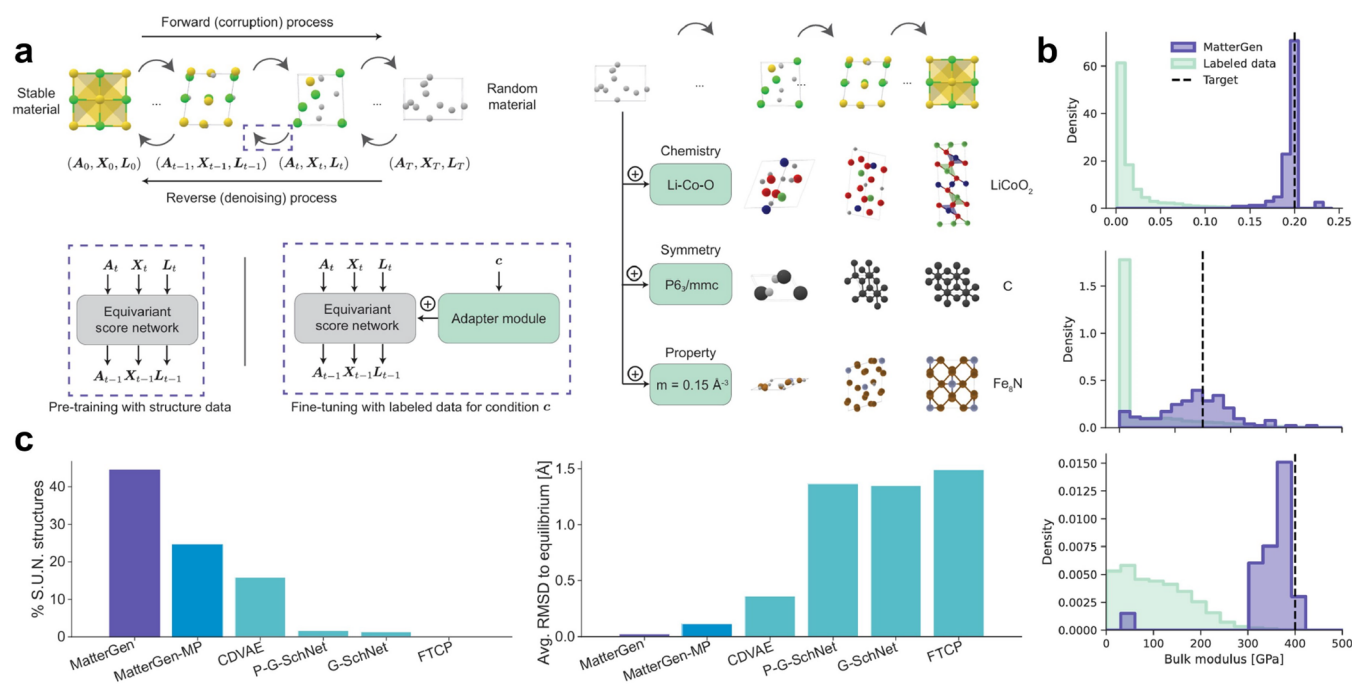 a
Forward (corruption) process
Stable
material
...
...
...
Random
material
(A₀, X₀, L₀)
(Aₜ₋₁, Xₜ₋₁, Lₜ₋₁)
(Aₜ, Xₜ, Lₜ)
(A_T, X_T, L_T)
Reverse (denoising) process
Aₜ Xₜ Lₜ
Equivariant
score network
Aₜ₋₁ Xₜ₋₁ Lₜ₋₁
Pre-training with structure data
Aₜ Xₜ Lₜ
c
Equivariant
score network
Adapter module
Aₜ₋₁ Xₜ₋₁ Lₜ₋₁
Fine-tuning with labeled data for condition c
...
...
...
Chemistry
Li-Co-O
LiCoO₂
Symmetry
P6₃/mmc
C
Property
m = 0.15 Å⁻³
Fe₈N
b
MatterGen
Labeled data
Target
Density
60
40
20
0
0.00 0.05 0.10 0.15 0.20 0.25
Density
1.5
1.0
0.5
0.0
Density
0.0150
0.0125
0.0100
0.0075
0.0050
0.0025
0.0000
0 100 200 300 400 500
Bulk modulus [GPa]
c
% S.U.N. structures
40
30
20
10
0
MatterGen
MatterGen-MP
CDVAE
P-G-SchNet
G-SchNet
FTCP
Avg. RMSD to equilibrium [Å]
1.5
1.0
0.5
0.0
MatterGen
MatterGen-MP
CDVAE
P-G-SchNet
G-SchNet
FTCP